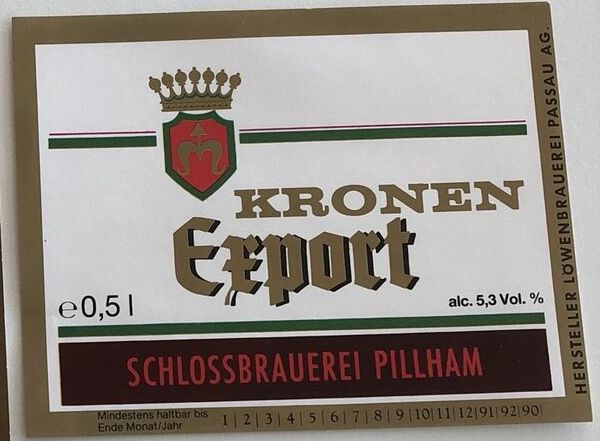 KRONEN
Export
℮0,5 l
alc. 5,3 Vol. %
SCHLOSSBRAUEREI PILLHAM
Mindestens haltbar bis
Ende Monat/Jahr
1|2|3|4|5|6|7|8|9|10|11|12|91|92|90|
HERSTELLER LÖWENBRAUEREI PASSAU AG.